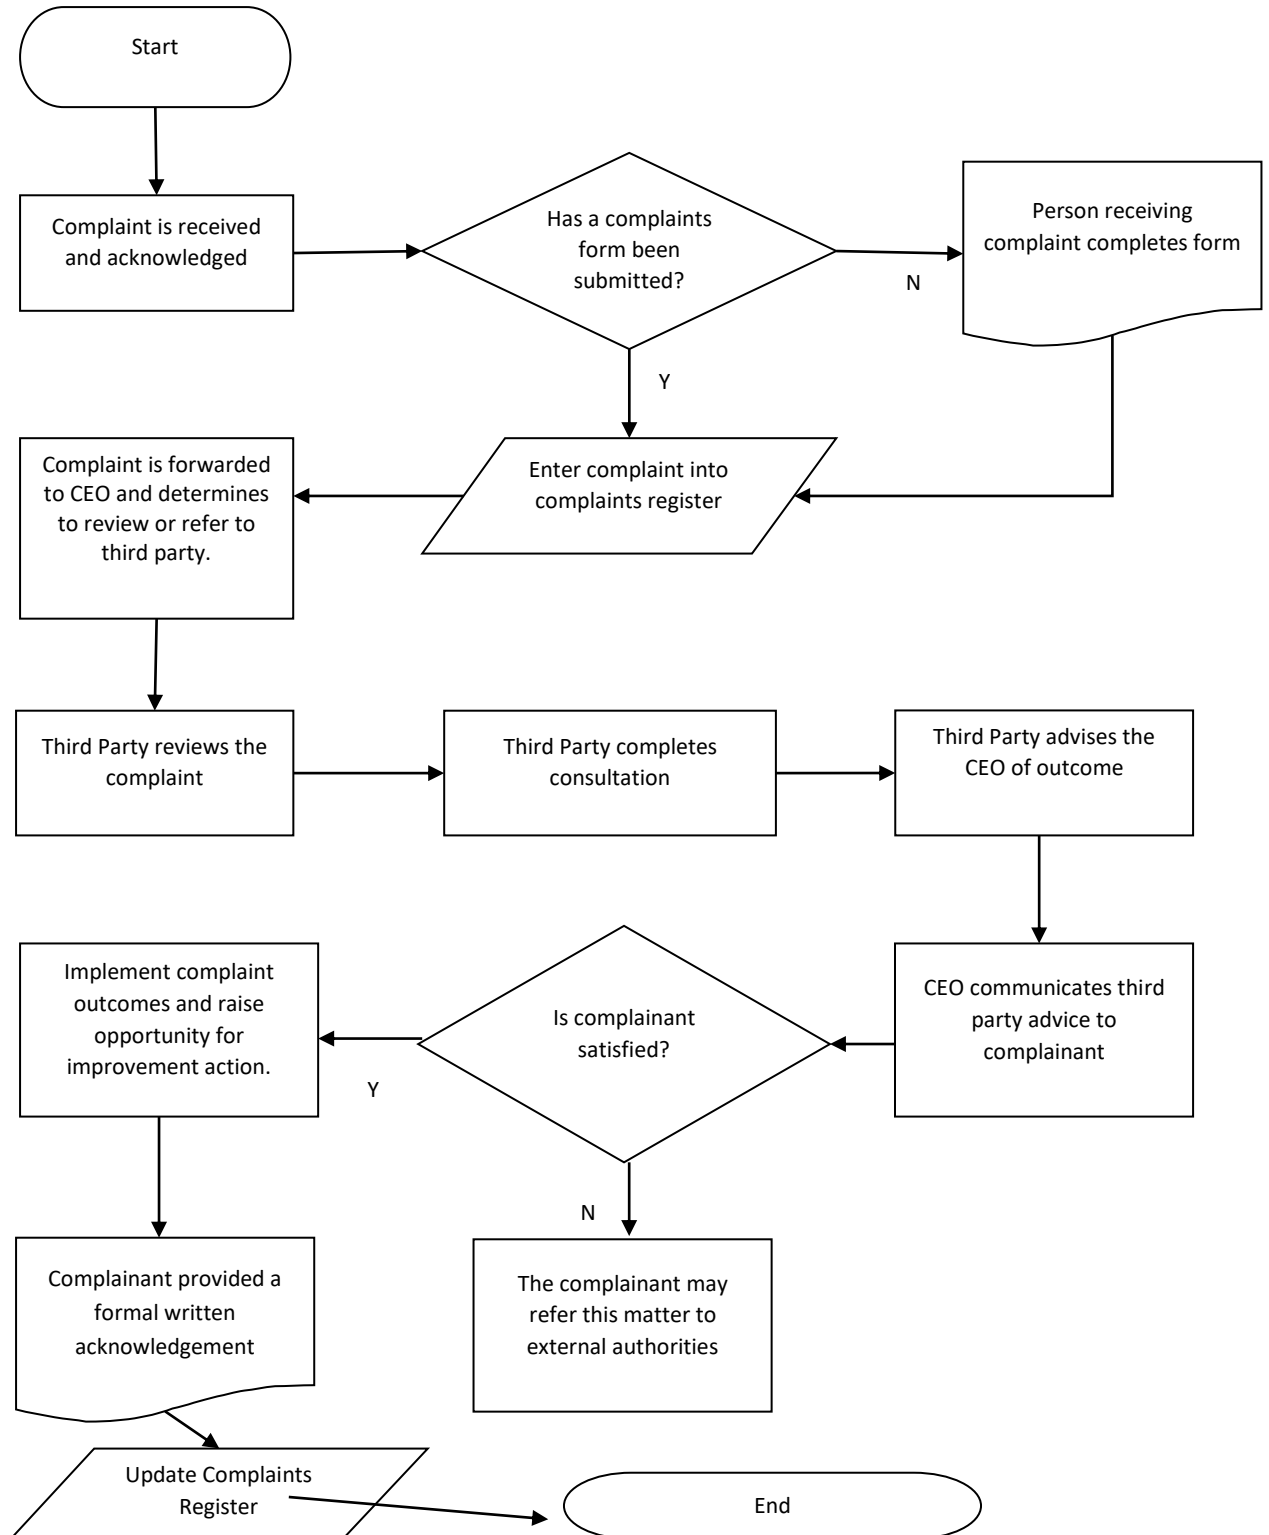 Start
Complaint is received
and acknowledged
Has a complaints
form been
submitted?
N
Person receiving
complaint completes form
Y
Complaint is forwarded
to CEO and determines
to review or refer to
third party.
Enter complaint into
complaints register
Third Party reviews the
complaint
Third Party completes
consultation
Third Party advises the
CEO of outcome
CEO communicates third
party advice to
complainant
Is complainant
satisfied?
Y
Implement complaint
outcomes and raise
opportunity for
improvement action.
N
The complainant may
refer this matter to
external authorities
Complainant provided a
formal written
acknowledgement
Update Complaints
Register
End